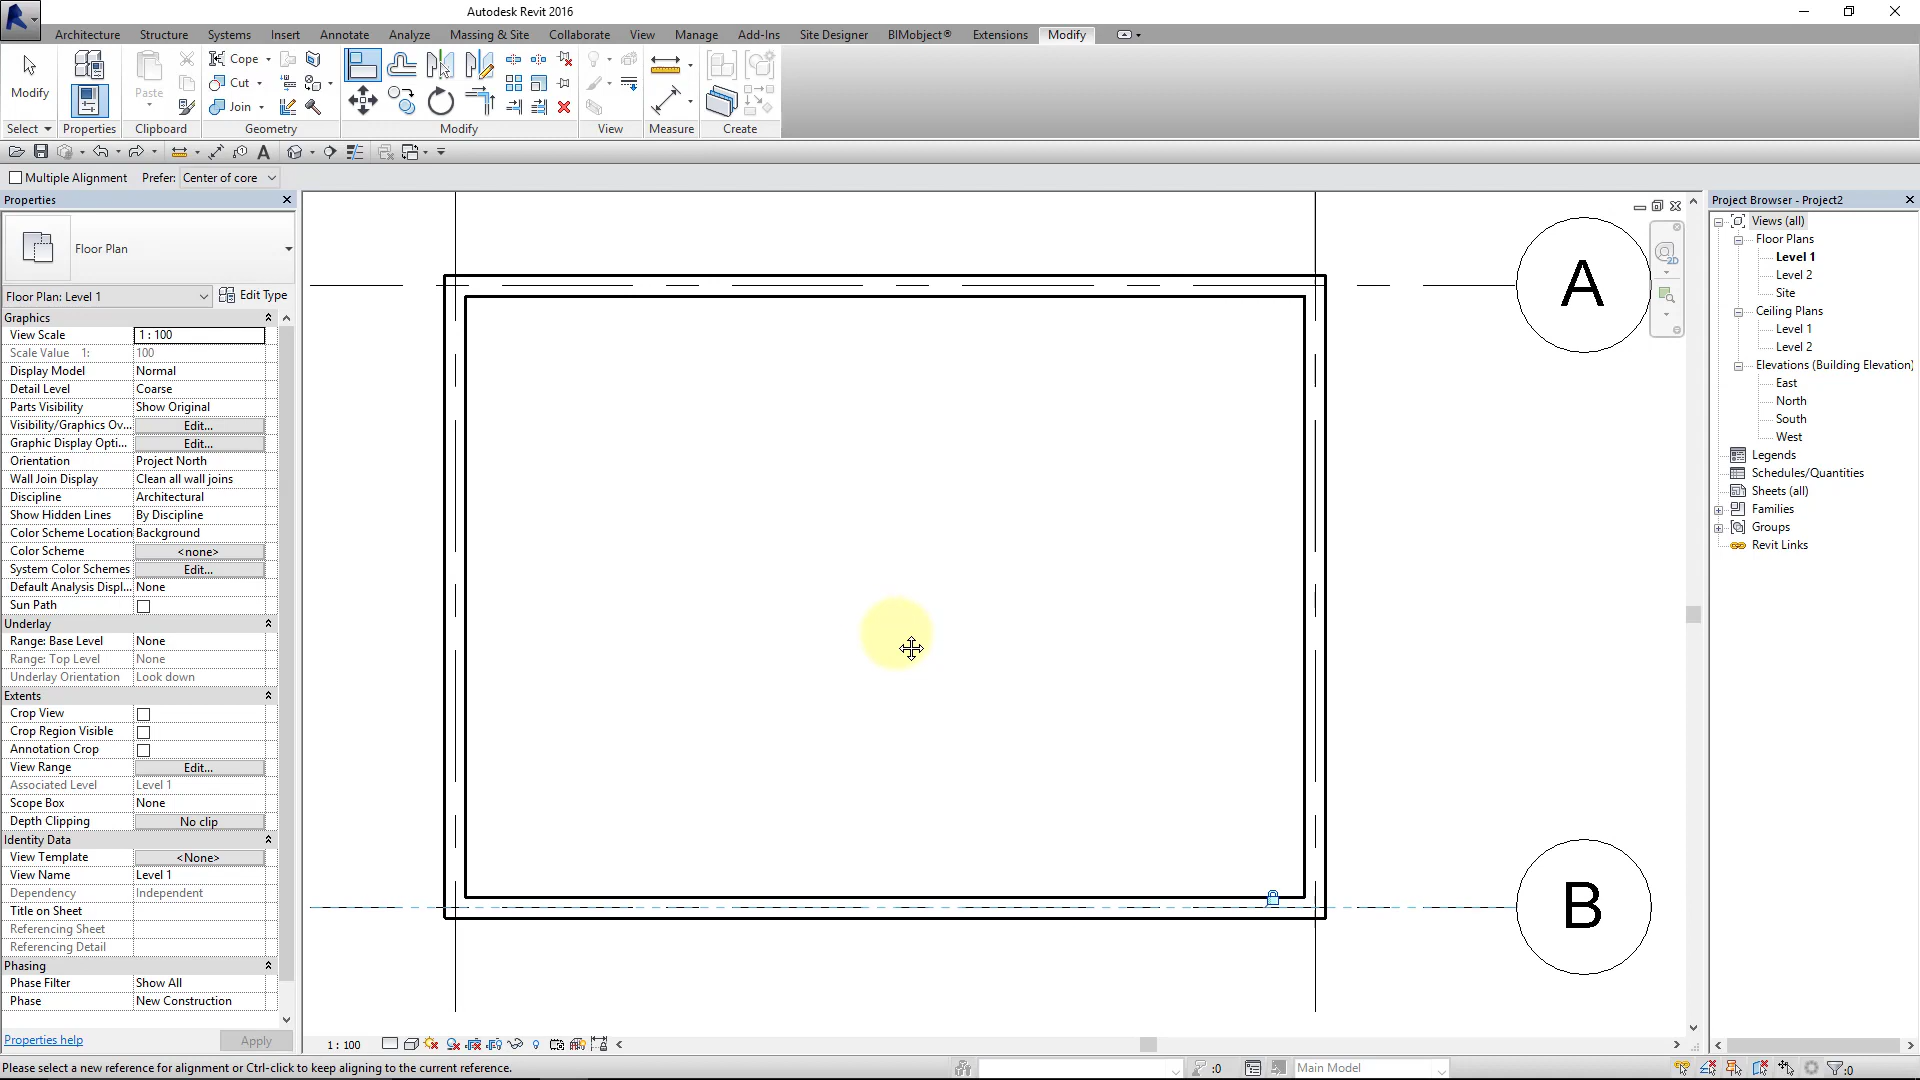 Autodesk Revit 2016
Architecture Structure Systems Insert Annotate Analyze Massing & Site Collaborate View Manage Add-Ins Site Designer BIMobject® Extensions Modify
Modify Paste Cope Cut Join
Select Properties Clipboard Geometry Modify View Measure Create
Multiple Alignment Prefer: Center of core
Properties
Floor Plan
Floor Plan: Level 1 Edit Type
Graphics
View Scale 1 : 100
Scale Value 1: 100
Display Model Normal
Detail Level Coarse
Parts Visibility Show Original
Visibility/Graphics Ov... Edit...
Graphic Display Opti... Edit...
Orientation Project North
Wall Join Display Clean all wall joins
Discipline Architectural
Show Hidden Lines By Discipline
Color Scheme Location Background
Color Scheme <none>
System Color Schemes Edit...
Default Analysis Displ... None
Sun Path
Underlay
Range: Base Level None
Range: Top Level None
Underlay Orientation Look down
Extents
Crop View
Crop Region Visible
Annotation Crop
View Range Edit...
Associated Level Level 1
Scope Box None
Depth Clipping No clip
Identity Data
View Template <None>
View Name Level 1
Dependency Independent
Title on Sheet
Referencing Sheet
Referencing Detail
Phasing
Phase Filter Show All
Phase New Construction
Properties help Apply
A
B
2D
1 : 100
Project Browser - Project2
Views (all)
Floor Plans
Level 1
Level 2
Site
Ceiling Plans
Level 1
Level 2
Elevations (Building Elevation)
East
North
South
West
Legends
Schedules/Quantities
Sheets (all)
Families
Groups
Revit Links
Please select a new reference for alignment or Ctrl-click to keep aligning to the current reference. :0 Main Model :0